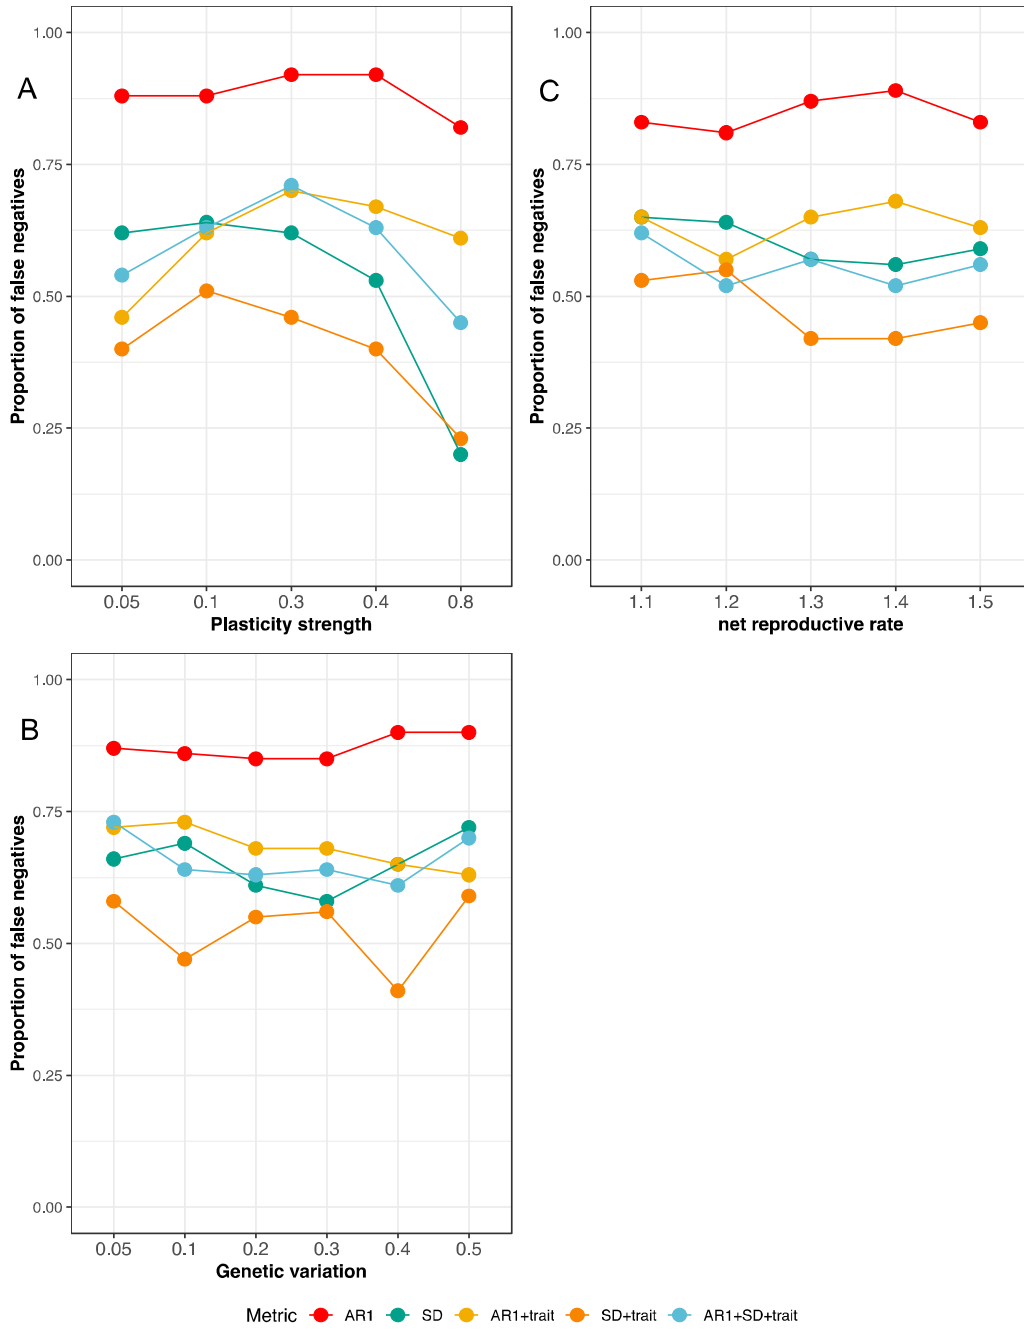 A
Proportion of false negatives
1.00
0.75
0.50
0.25
0.00
0.05 0.1 0.3 0.4 0.8
Plasticity strength
C
Proportion of false negatives
1.00
0.75
0.50
0.25
0.00
1.1 1.2 1.3 1.4 1.5
net reproductive rate
B
Proportion of false negatives
1.00
0.75
0.50
0.25
0.00
0.05 0.1 0.2 0.3 0.4 0.5
Genetic variation
Metric AR1 SD AR1+trait SD+trait AR1+SD+trait